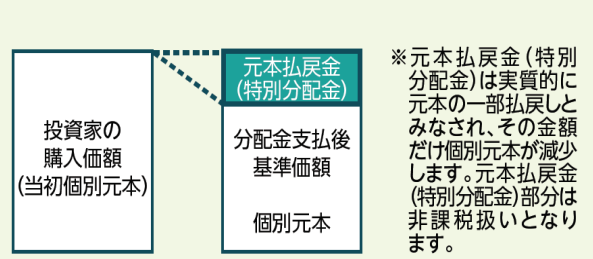 投資家の
購入価額
(当初個別元本)
元本払戻金
(特別分配金)
分配金支払後
基準価額
個別元本
※元本払戻金(特別
分配金)は実質的に
元本の一部払戻しと
みなされ、その金額
だけ個別元本が減少
します。元本払戻金
(特別分配金)部分は
非課税扱いとなり
ます。